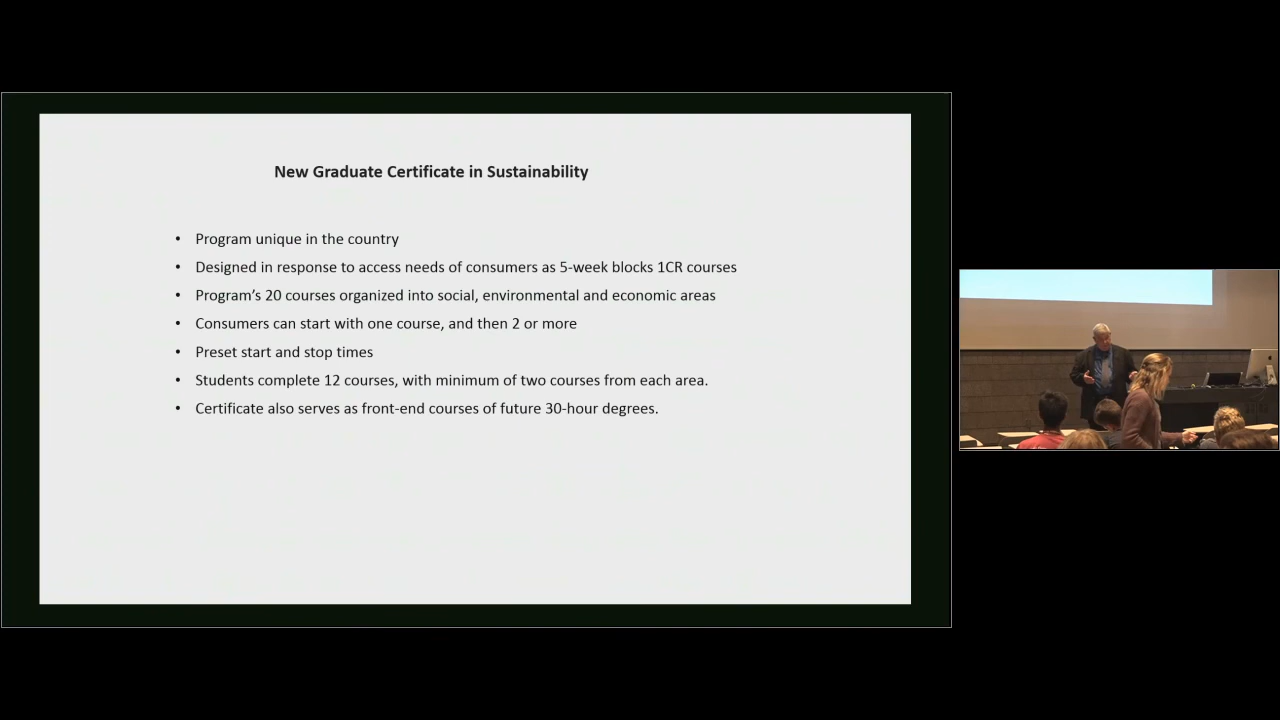 New Graduate Certificate in Sustainability
• Program unique in the country
• Designed in response to access needs of consumers as 5-week blocks 1CR courses
• Program’s 20 courses organized into social, environmental and economic areas
• Consumers can start with one course, and then 2 or more
• Preset start and stop times
• Students complete 12 courses, with minimum of two courses from each area.
• Certificate also serves as front-end courses of future 30-hour degrees.